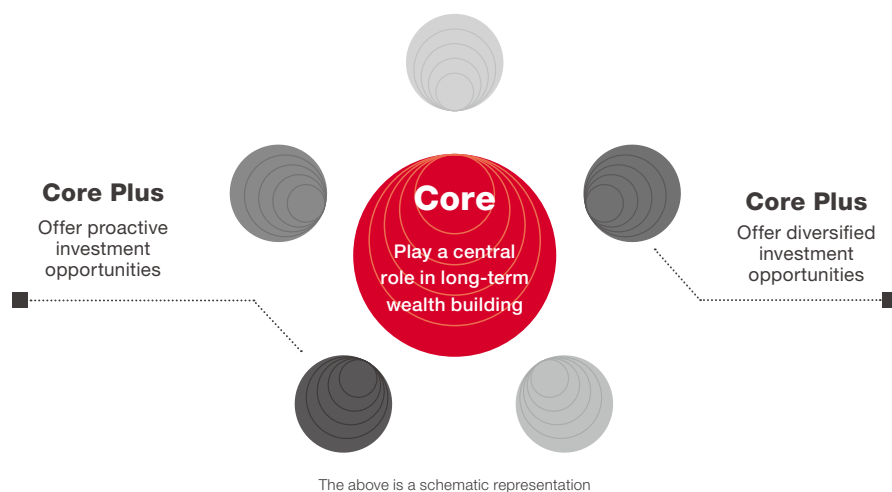 Core Plus
Offer proactive
investment
opportunities
Core
Play a central
role in long-term
wealth building
Core Plus
Offer diversified
investment
opportunities
The above is a schematic representation